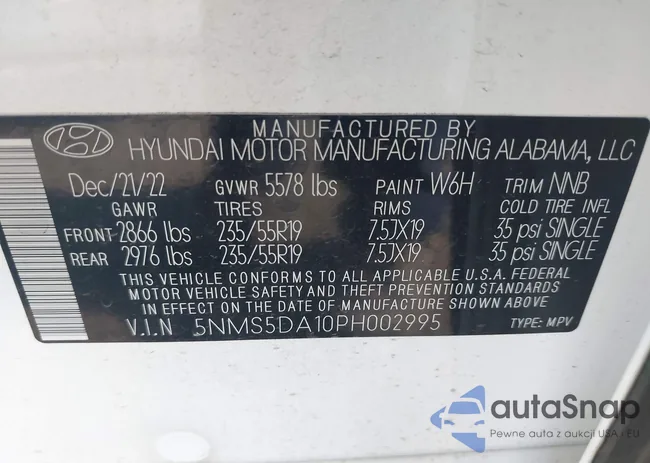 MANUFACTURED BY
HYUNDAI MOTOR MANUFACTURING ALABAMA, LLC
Dec/21/22 GVWR 5578 lbs PAINT W6H TRIM NNB
GAWR TIRES RIMS COLD TIRE INFL
FRONT 2866 lbs 235/55R19 7.5JX19 35 psi SINGLE
REAR 2976 lbs 235/55R19 7.5JX19 35 psi SINGLE
THIS VEHICLE CONFORMS TO ALL APPLICABLE U.S.A. FEDERAL
MOTOR VEHICLE SAFETY AND THEFT PREVENTION STANDARDS
IN EFFECT ON THE DATE OF MANUFACTURE SHOWN ABOVE.
V.I.N 5NMS5DA10PH002995 TYPE: MPV
autoSnap
Pewne auta z aukcji USA i EU